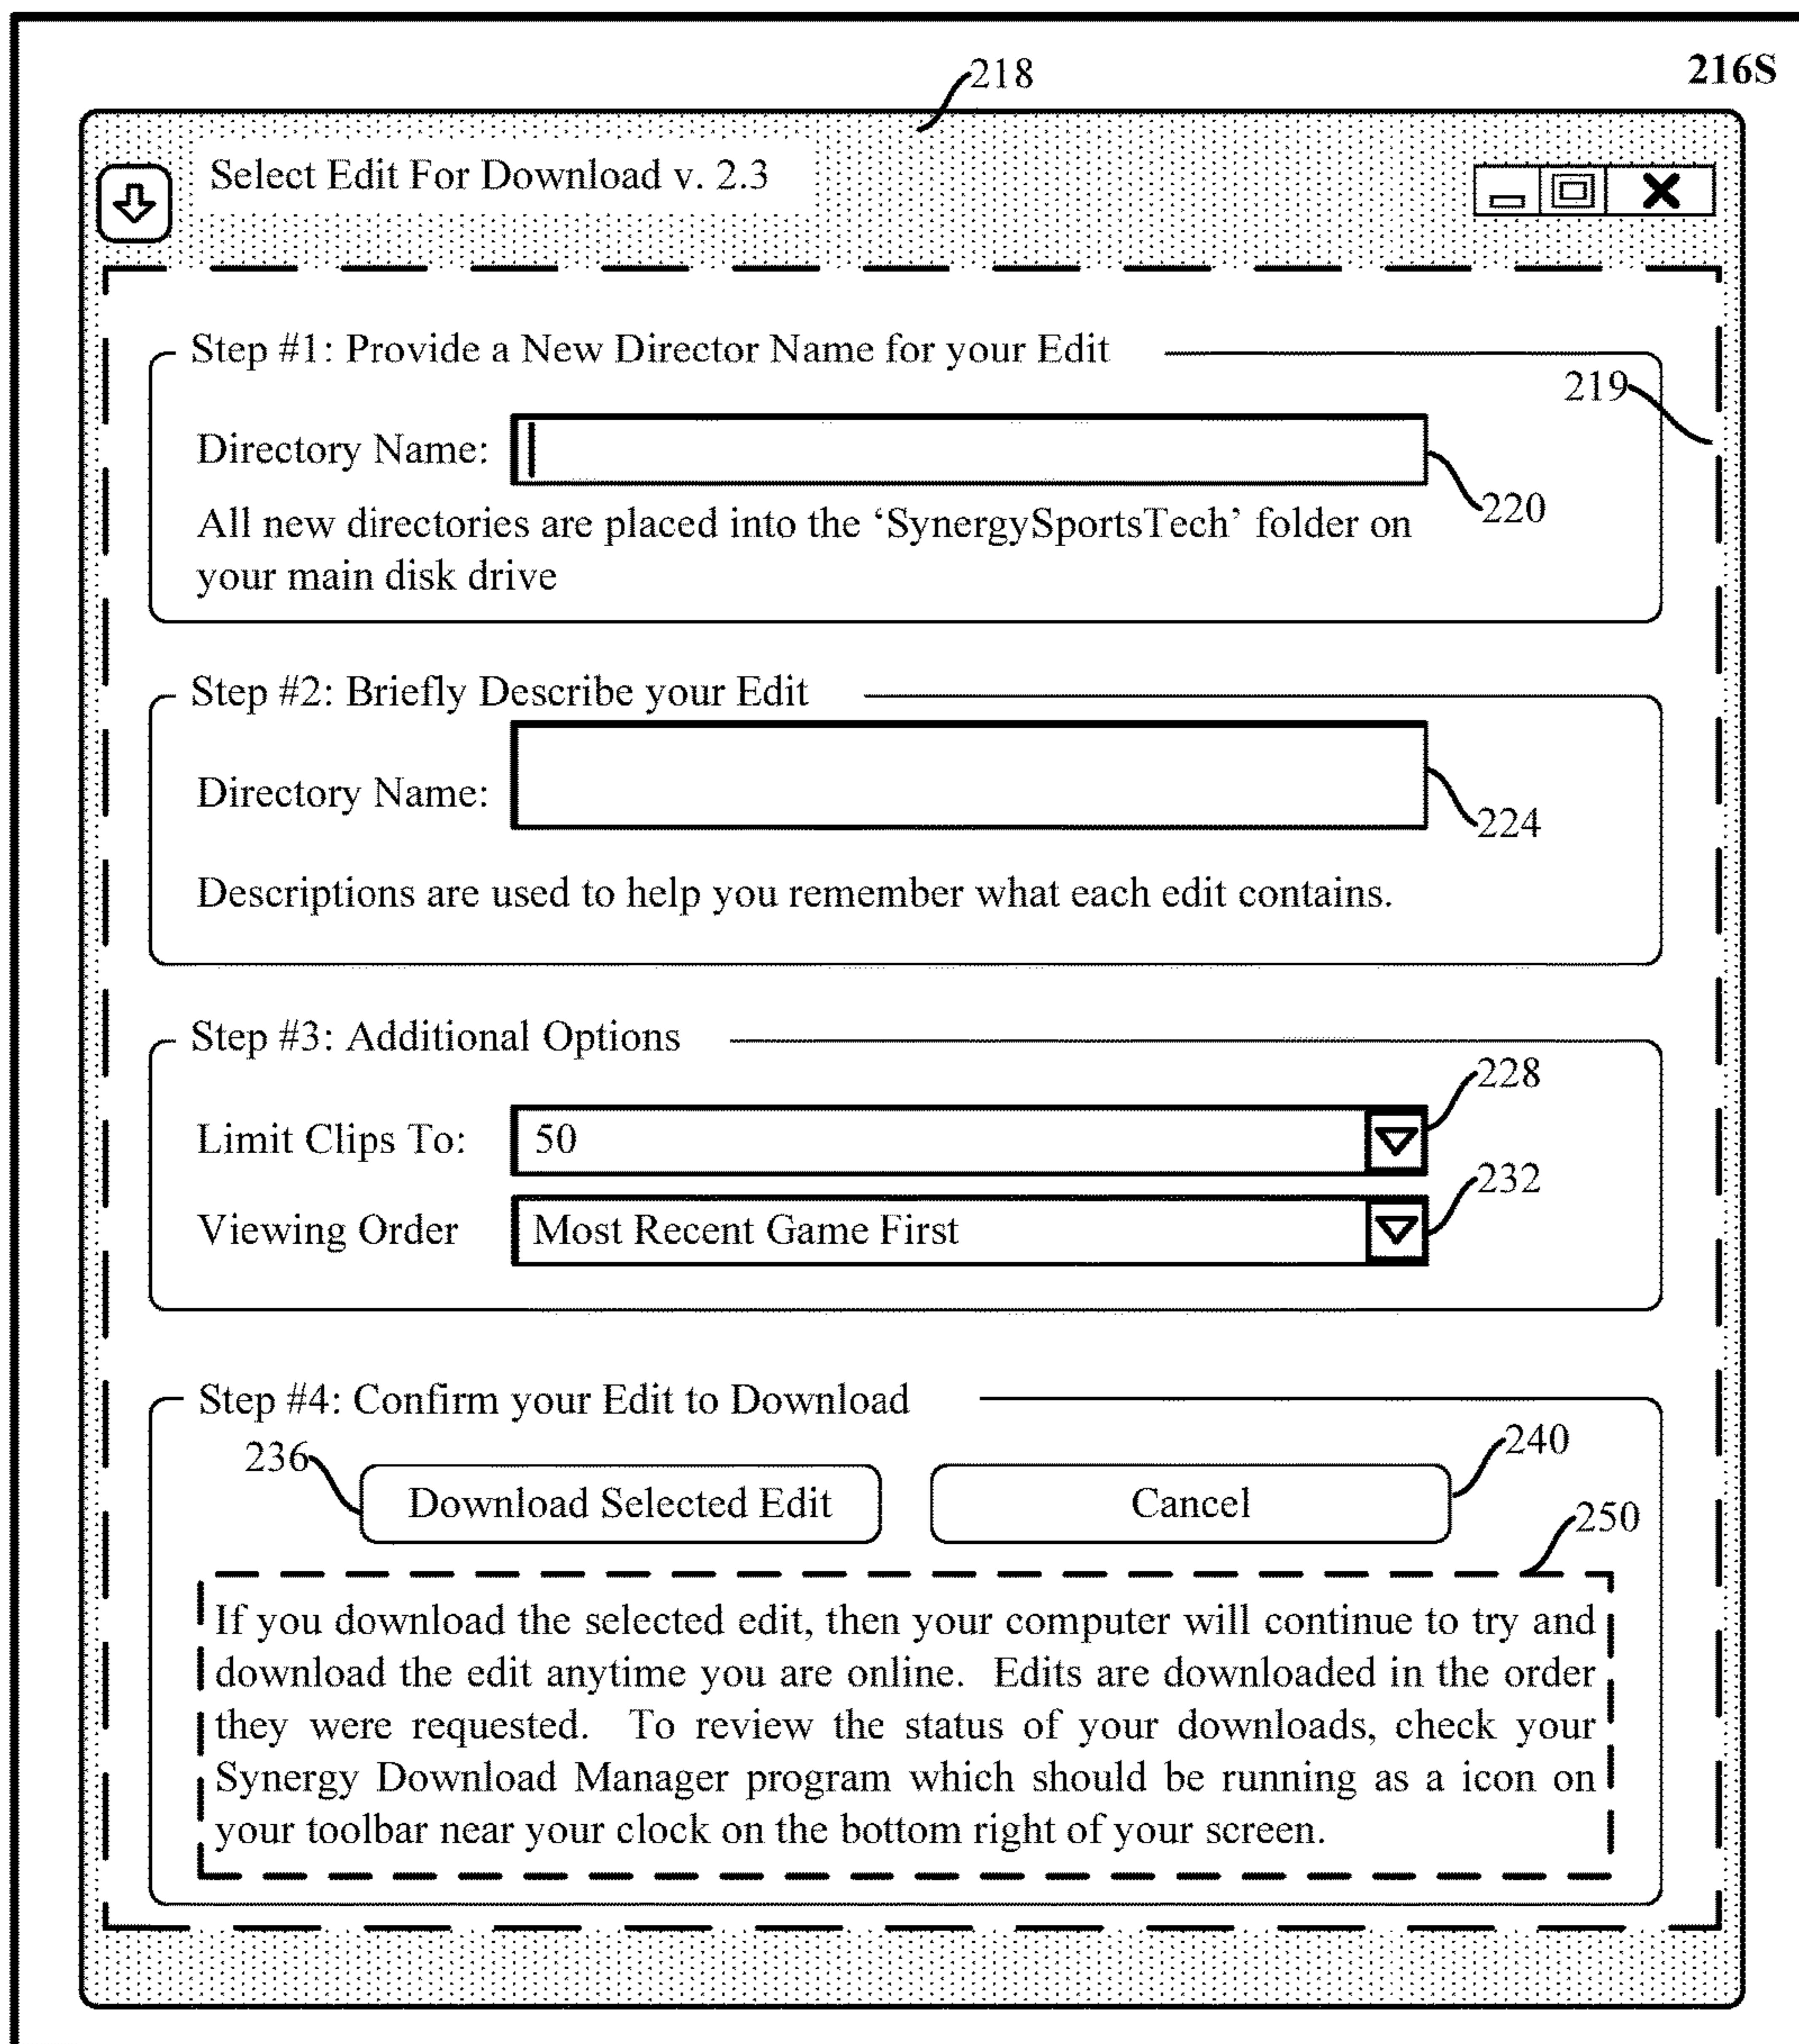 216S
218
Select Edit For Download v. 2.3
Step #1: Provide a New Director Name for your Edit
219
Directory Name:
220
All new directories are placed into the ‘SynergySportsTech’ folder on
your main disk drive
Step #2: Briefly Describe your Edit
Directory Name:
224
Descriptions are used to help you remember what each edit contains.
Step #3: Additional Options
228
Limit Clips To: 50
232
Viewing Order Most Recent Game First
Step #4: Confirm your Edit to Download
236
240
Download Selected Edit Cancel
250
If you download the selected edit, then your computer will continue to try and
download the edit anytime you are online. Edits are downloaded in the order
they were requested. To review the status of your downloads, check your
Synergy Download Manager program which should be running as a icon on
your toolbar near your clock on the bottom right of your screen.